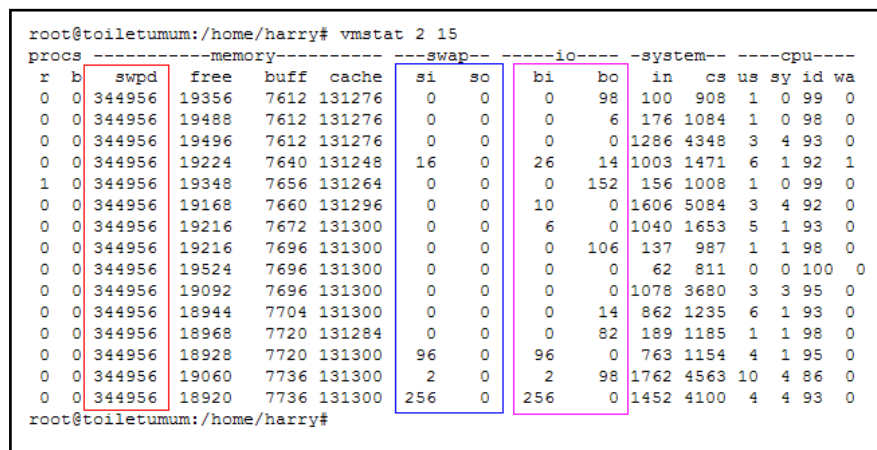 root@toiletumum:/home/harry# vmstat 2 15
procs -----------memory---------- ---swap-- -----io---- -system-- ----cpu----
r b swpd free buff cache si so bi bo in cs us sy id wa
0 0 344956 19356 7612 131276 0 0 0 98 100 908 1 0 99 0
0 0 344956 19488 7612 131276 0 0 0 6 176 1084 1 0 98 0
0 0 344956 19496 7612 131276 0 0 0 0 1286 4348 3 4 93 0
0 0 344956 19224 7640 131248 16 0 26 14 1003 1471 6 1 92 1
1 0 344956 19348 7656 131264 0 0 0 152 156 1008 1 0 99 0
0 0 344956 19168 7660 131296 0 0 10 0 1606 5084 3 4 92 0
0 0 344956 19216 7672 131300 0 0 6 0 1040 1653 5 1 93 0
0 0 344956 19216 7696 131300 0 0 0 106 137 987 1 1 98 0
0 0 344956 19524 7696 131300 0 0 0 0 62 811 0 0 100 0
0 0 344956 19092 7696 131300 0 0 0 0 1078 3680 3 3 95 0
0 0 344956 18944 7704 131300 0 0 0 14 862 1235 6 1 93 0
0 0 344956 18968 7720 131284 0 0 0 82 189 1185 1 1 98 0
0 0 344956 18928 7720 131300 96 0 96 0 763 1154 4 1 95 0
0 0 344956 19060 7736 131300 2 0 2 98 1762 4563 10 4 86 0
0 0 344956 18920 7736 131300 256 0 256 0 1452 4100 4 4 93 0
root@toiletumum:/home/harry#